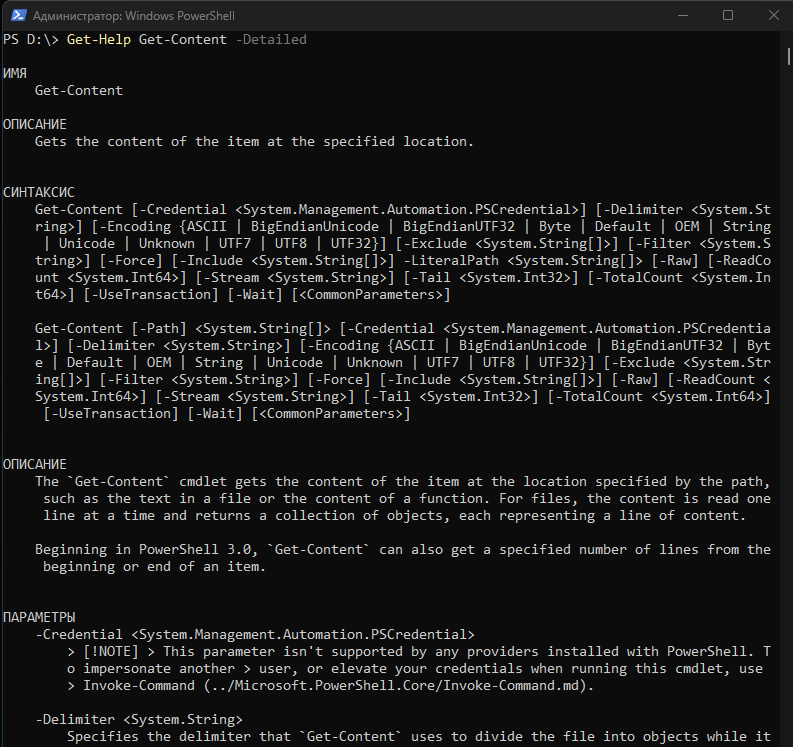 Администратор: Windows PowerShell
PS D:\> Get-Help Get-Content -Detailed
ИМЯ
Get-Content
ОПИСАНИЕ
Gets the content of the item at the specified location.
СИНТАКСИС
Get-Content [-Credential <System.Management.Automation.PSCredential>] [-Delimiter <System.St
ring>] [-Encoding {ASCII | BigEndianUnicode | BigEndianUTF32 | Byte | Default | OEM | String
| Unicode | Unknown | UTF7 | UTF8 | UTF32}] [-Exclude <System.String[]>] [-Filter <System.S
tring>] [-Force] [-Include <System.String[]>] -LiteralPath <System.String[]> [-Raw] [-ReadCo
unt <System.Int64>] [-Stream <System.String>] [-Tail <System.Int32>] [-TotalCount <System.In
t64>] [-UseTransaction] [-Wait] [<CommonParameters>]
Get-Content [-Path] <System.String[]> [-Credential <System.Management.Automation.PSCredentia
l>] [-Delimiter <System.String>] [-Encoding {ASCII | BigEndianUnicode | BigEndianUTF32 | Byt
e | Default | OEM | String | Unicode | Unknown | UTF7 | UTF8 | UTF32}] [-Exclude <System.Str
ing[]>] [-Filter <System.String>] [-Force] [-Include <System.String[]>] [-Raw] [-ReadCount <
System.Int64>] [-Stream <System.String>] [-Tail <System.Int32>] [-TotalCount <System.Int64>]
[-UseTransaction] [-Wait] [<CommonParameters>]
ОПИСАНИЕ
The `Get-Content` cmdlet gets the content of the item at the location specified by the path,
such as the text in a file or the content of a function. For files, the content is read one
line at a time and returns a collection of objects, each representing a line of content.
Beginning in PowerShell 3.0, `Get-Content` can also get a specified number of lines from the
beginning or end of an item.
ПАРАМЕТРЫ
-Credential <System.Management.Automation.PSCredential>
> [!NOTE] > This parameter isn't supported by any providers installed with PowerShell. T
o impersonate another > user, or elevate your credentials when running this cmdlet, use
> Invoke-Command (../Microsoft.PowerShell.Core/Invoke-Command.md).
-Delimiter <System.String>
Specifies the delimiter that `Get-Content` uses to divide the file into objects while it